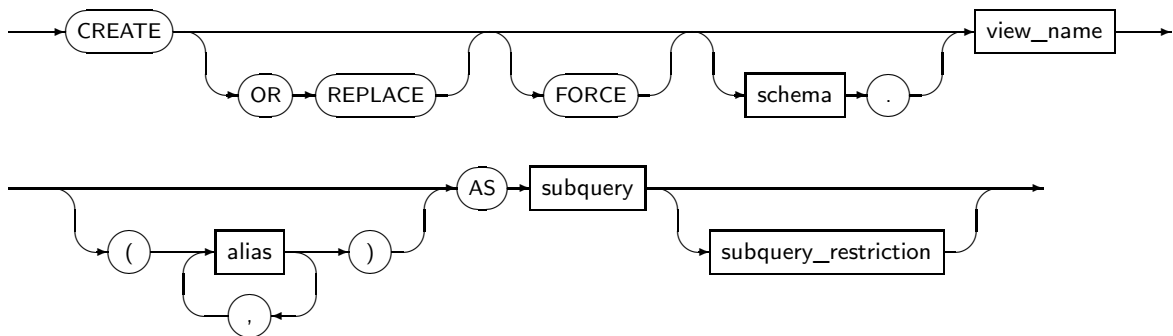 CREATE view_name
OR REPLACE FORCE schema .
AS subquery
( alias ) subquery_restriction
,